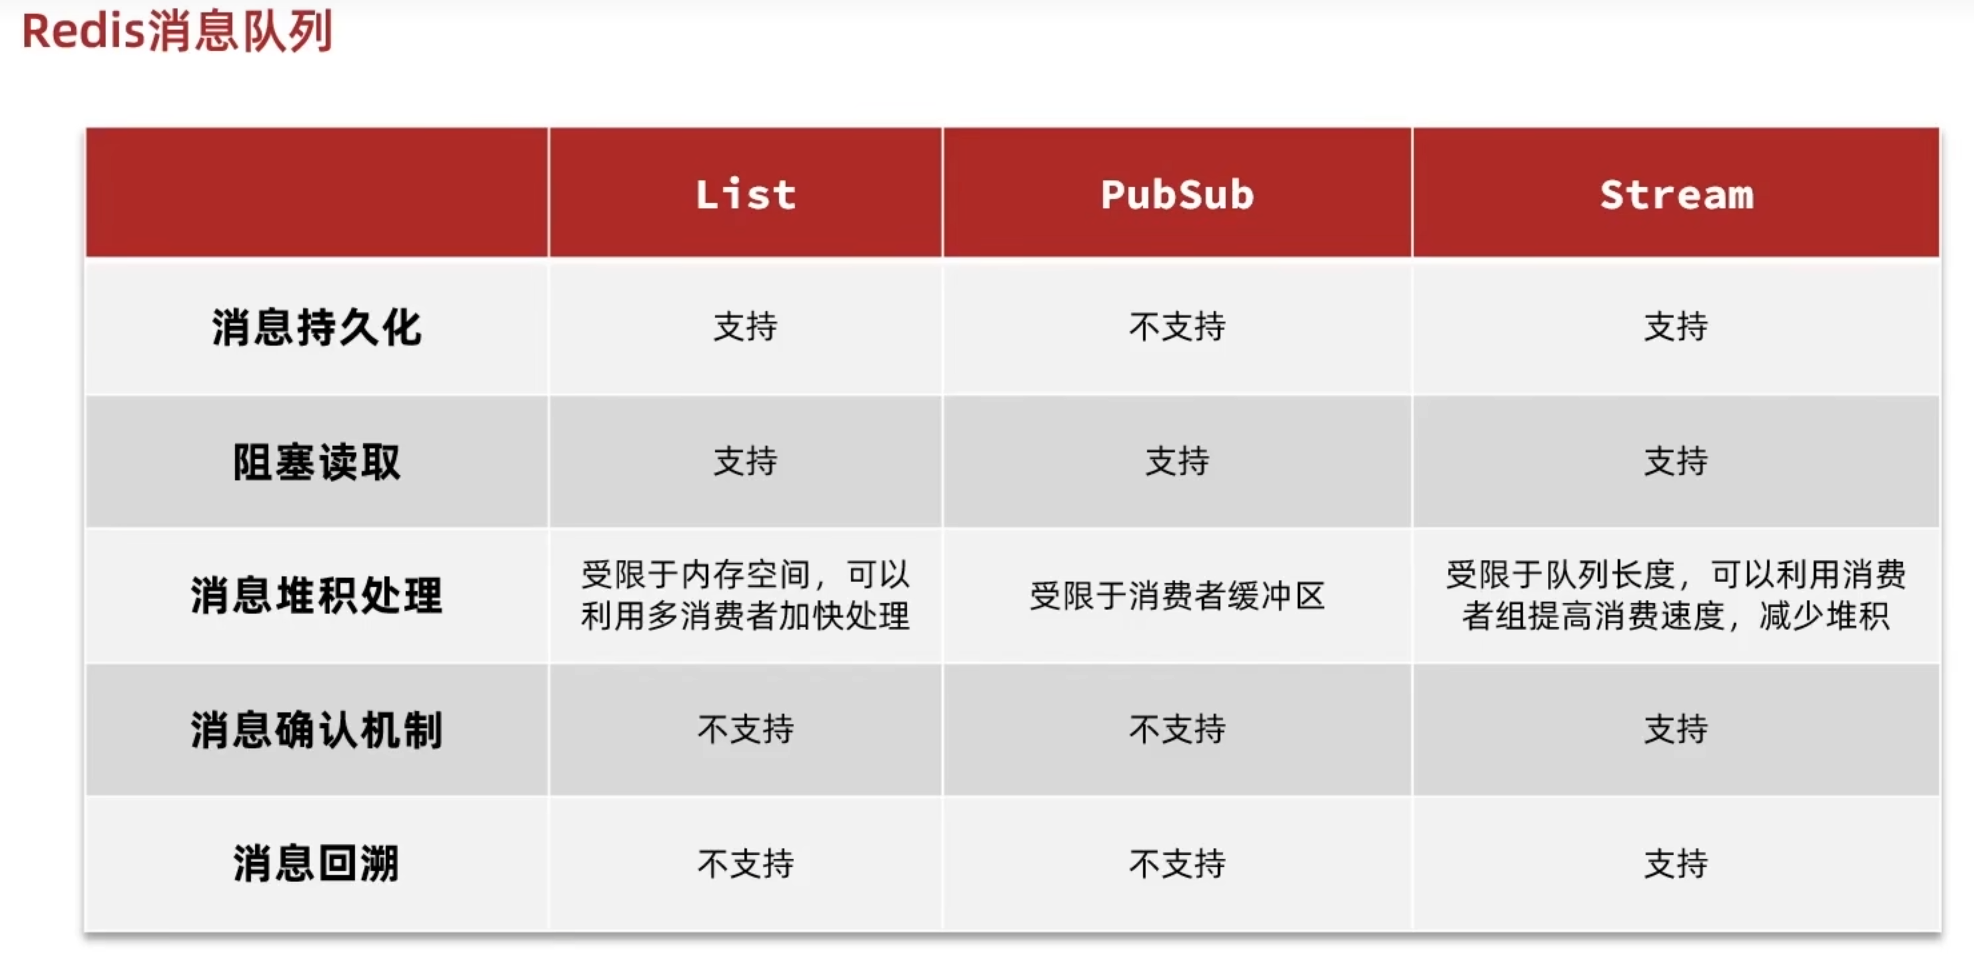 Redis消息队列
List PubSub Stream
消息持久化 支持 不支持 支持
阻塞读取 支持 支持 支持
消息堆积处理 受限于内存空间，可以 受限于消费者缓冲区 受限于队列长度，可以利用消费
利用多消费者加快处理 者组提高消费速度，减少堆积
消息确认机制 不支持 不支持 支持
消息回溯 不支持 不支持 支持